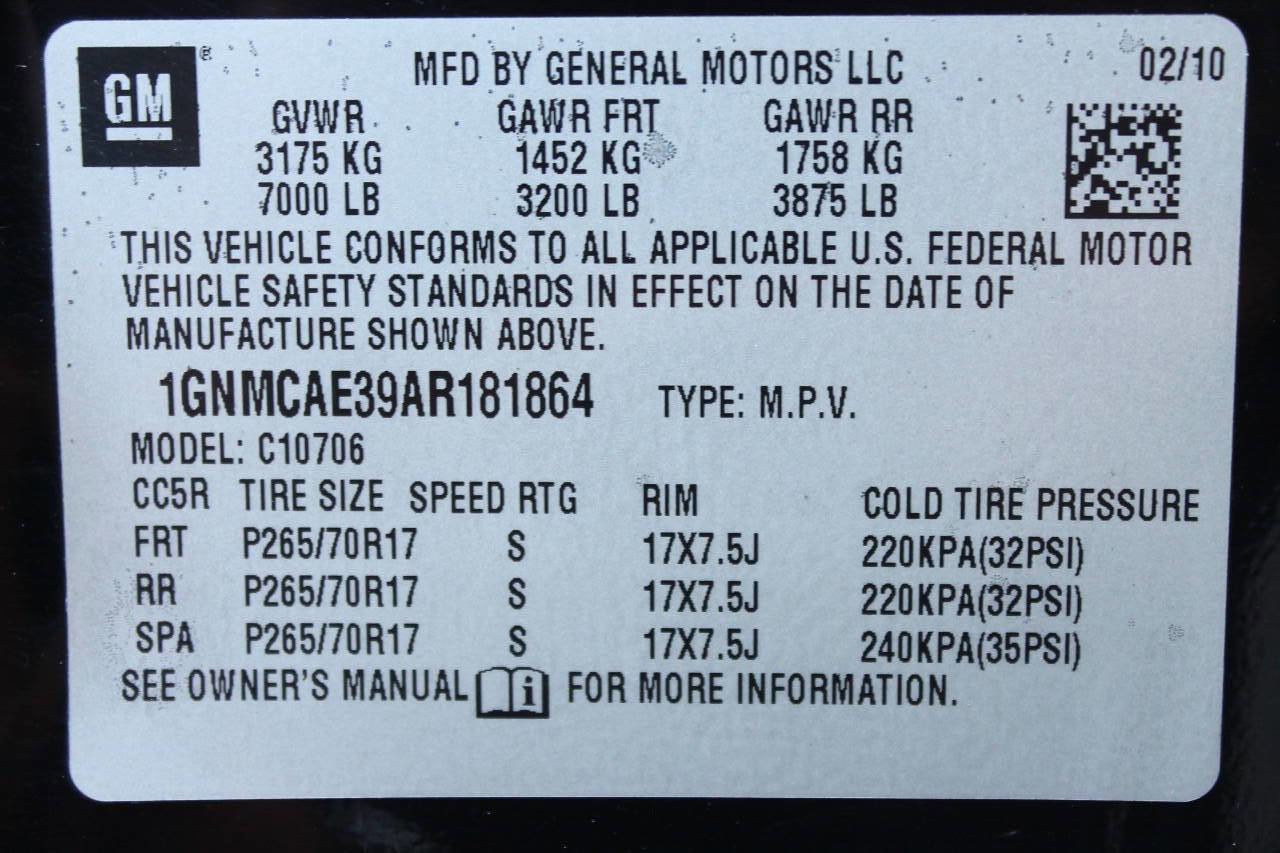 GM ®
MFD BY GENERAL MOTORS LLC 02/10
GVWR GAWR FRT GAWR RR
3175 KG 1452 KG 1758 KG
7000 LB 3200 LB 3875 LB
THIS VEHICLE CONFORMS TO ALL APPLICABLE U.S. FEDERAL MOTOR
VEHICLE SAFETY STANDARDS IN EFFECT ON THE DATE OF
MANUFACTURE SHOWN ABOVE.
1GNMCAE39AR181864 TYPE: M.P.V.
MODEL: C10706
CC5R TIRE SIZE SPEED RTG RIM COLD TIRE PRESSURE
FRT P265/70R17 S 17X7.5J 220KPA(32PSI)
RR P265/70R17 S 17X7.5J 220KPA(32PSI)
SPA P265/70R17 S 17X7.5J 240KPA(35PSI)
SEE OWNER'S MANUAL i FOR MORE INFORMATION.